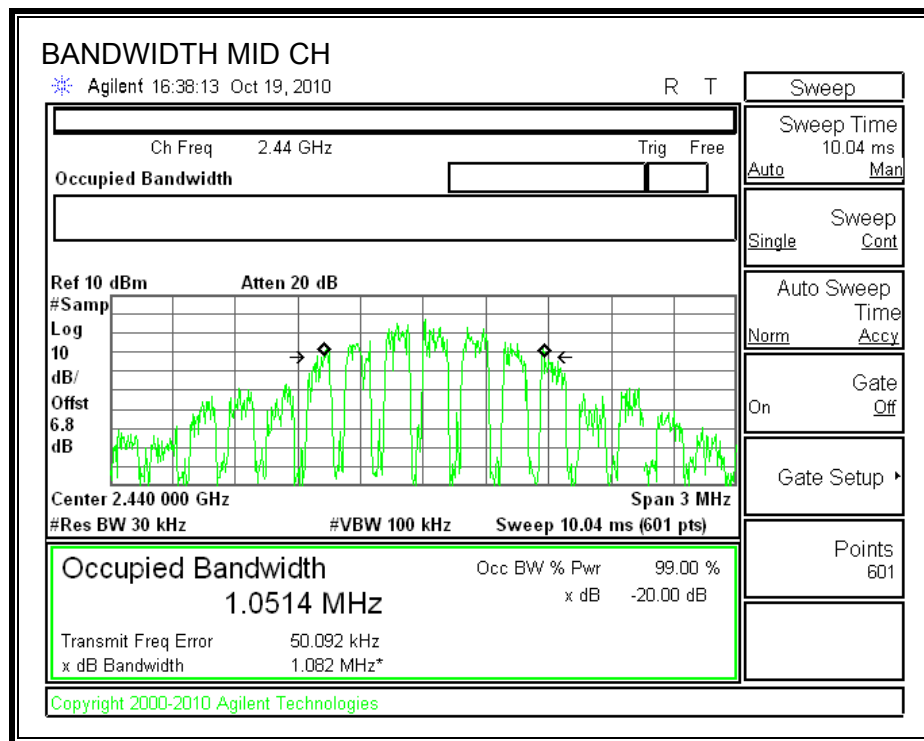 BANDWIDTH MID CH
Agilent 16:38:13 Oct 19, 2010 R T
Ch Freq 2.44 GHz Trig Free
Occupied Bandwidth
Ref 10 dBm Atten 20 dB
#Samp
Log
10
dB/
Offst
6.8
dB
Center 2.440 000 GHz Span 3 MHz
#Res BW 30 kHz #VBW 100 kHz Sweep 10.04 ms (601 pts)
Occupied Bandwidth Occ BW % Pwr 99.00 %
1.0514 MHz x dB -20.00 dB
Transmit Freq Error 50.092 kHz
x dB Bandwidth 1.082 MHz*
Copyright 2000-2010 Agilent Technologies
Sweep
Sweep Time
10.04 ms
Auto Man
Sweep
Single Cont
Auto Sweep
Time
Norm Accy
Gate
On Off
Gate Setup
Points
601